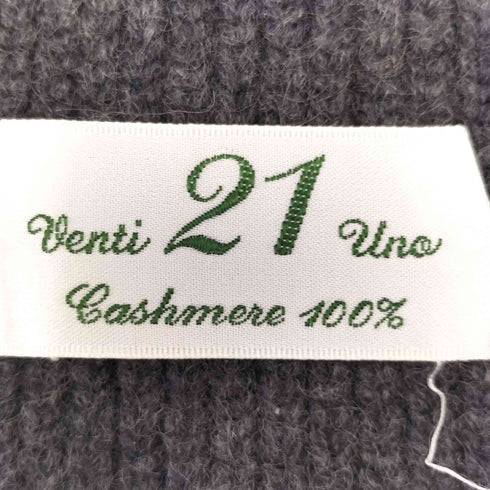 Venti 21 Uno
Cashmere 100%